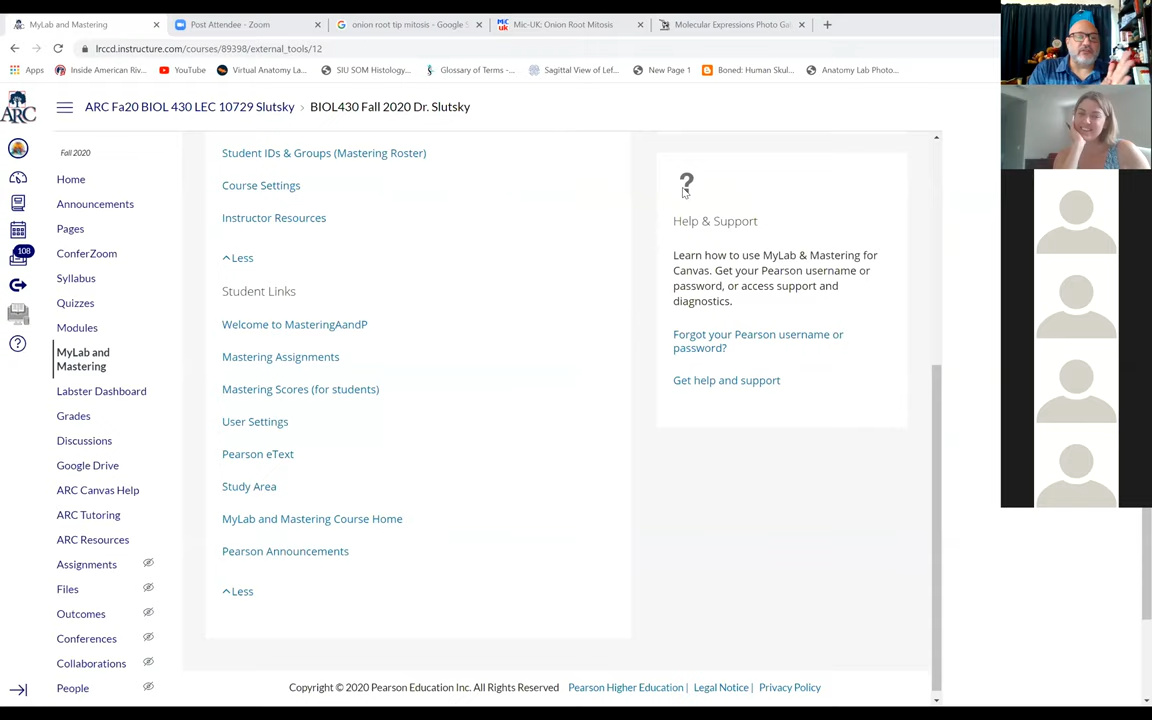 MyLab and Mastering
Post Attendee - Zoom
onion root tip mitosis - Google S
Mic-UK: Onion Root Mitosis
Molecular Expressions Photo Ga
lrccd.instructure.com/courses/89398/external_tools/12
Apps
Inside American Riv...
YouTube
Virtual Anatomy La...
SIU SOM Histology...
Glossary of Terms -...
Sagittal View of Lef...
New Page 1
Boned: Human Skul...
Anatomy Lab Photo...
ARC
ARC Fa20 BIOL 430 LEC 10729 Slutsky
BIOL430 Fall 2020 Dr. Slutsky
Fall 2020
Home
Announcements
Pages
ConferZoom
108
Syllabus
Quizzes
Modules
MyLab and
Mastering
Labster Dashboard
Grades
Discussions
Google Drive
ARC Canvas Help
ARC Tutoring
ARC Resources
Assignments
Files
Outcomes
Conferences
Collaborations
People
Student IDs & Groups (Mastering Roster)
Course Settings
Instructor Resources
Less
Student Links
Welcome to MasteringAandP
Mastering Assignments
Mastering Scores (for students)
User Settings
Pearson eText
Study Area
MyLab and Mastering Course Home
Pearson Announcements
Less
?
Help & Support
Learn how to use MyLab & Mastering for
Canvas. Get your Pearson username or
password, or access support and
diagnostics.
Forgot your Pearson username or
password?
Get help and support
Copyright © 2020 Pearson Education Inc. All Rights Reserved
Pearson Higher Education |
Legal Notice |
Privacy Policy